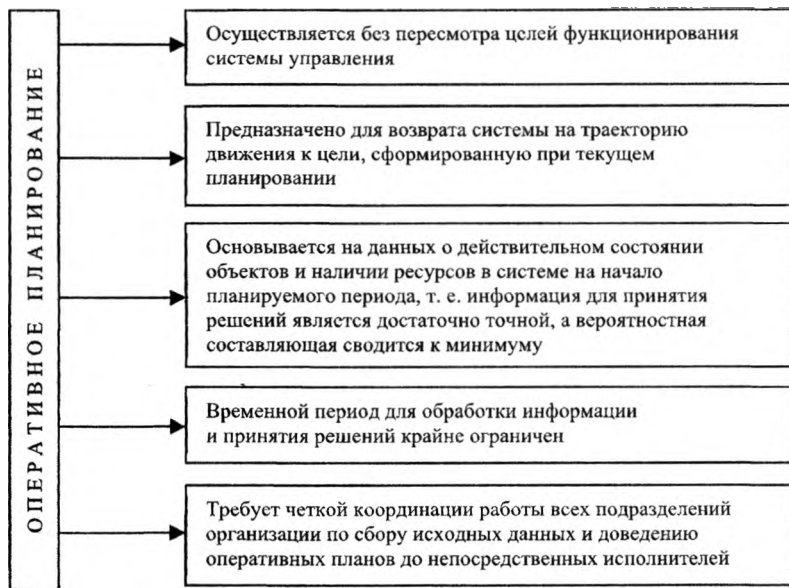 ОПЕРАТИВНОЕ ПЛАНИРОВАНИЕ
Осуществляется без пересмотра целей функционирования
системы управления
Предназначено для возврата системы на траекторию
движения к цели, сформированную при текущем
планировании
Основывается на данных о действительном состоянии
объектов и наличии ресурсов в системе на начало
планируемого периода, т. е. информация для принятия
решений является достаточно точной, а вероятностная
составляющая сводится к минимуму
Временной период для обработки информации
и принятия решений крайне ограничен
Требует четкой координации работы всех подразделений
организации по сбору исходных данных и доведению
оперативных планов до непосредственных исполнителей